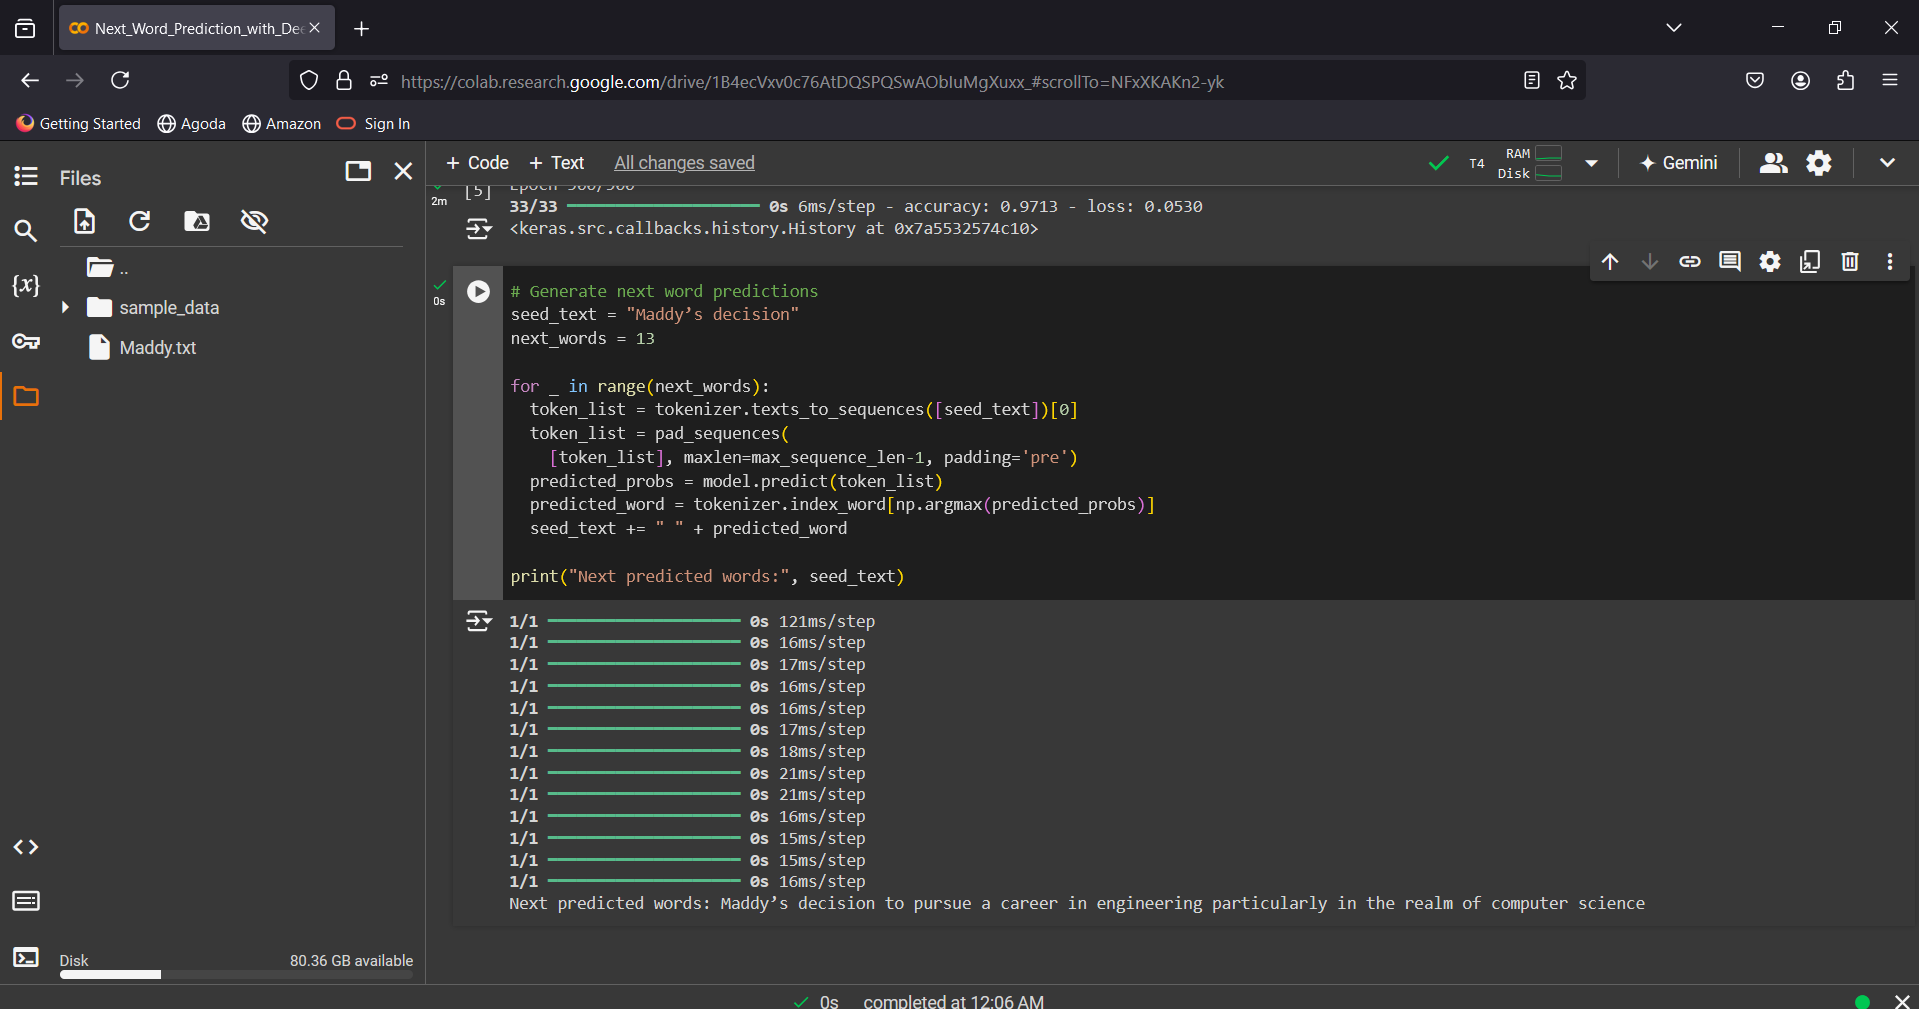 Next_Word_Prediction_with_Dee
https://colab.research.google.com/drive/1B4ecVxv0c76AtDQSPQSwAObIuMgXuxx_#scrollTo=NFxXKAKn2-yk
Getting Started
Agoda
Amazon
Sign In
Files
..
sample_data
Maddy.txt
{x}
Disk
80.36 GB available
+ Code
+ Text
All changes saved
T4
RAM
Disk
Gemini
2m
[5]
Epoch 500/500
33/33 0s 6ms/step - accuracy: 0.9713 - loss: 0.0530
<keras.src.callbacks.history.History at 0x7a5532574c10>
0s
# Generate next word predictions
seed_text = "Maddy’s decision"
next_words = 13
for _ in range(next_words):
token_list = tokenizer.texts_to_sequences([seed_text])[0]
token_list = pad_sequences(
[token_list], maxlen=max_sequence_len-1, padding='pre')
predicted_probs = model.predict(token_list)
predicted_word = tokenizer.index_word[np.argmax(predicted_probs)]
seed_text += " " + predicted_word
print("Next predicted words:", seed_text)
1/1 0s 121ms/step
1/1 0s 16ms/step
1/1 0s 17ms/step
1/1 0s 16ms/step
1/1 0s 16ms/step
1/1 0s 17ms/step
1/1 0s 18ms/step
1/1 0s 21ms/step
1/1 0s 21ms/step
1/1 0s 16ms/step
1/1 0s 15ms/step
1/1 0s 15ms/step
1/1 0s 16ms/step
Next predicted words: Maddy’s decision to pursue a career in engineering particularly in the realm of computer science
0s completed at 12:06 AM